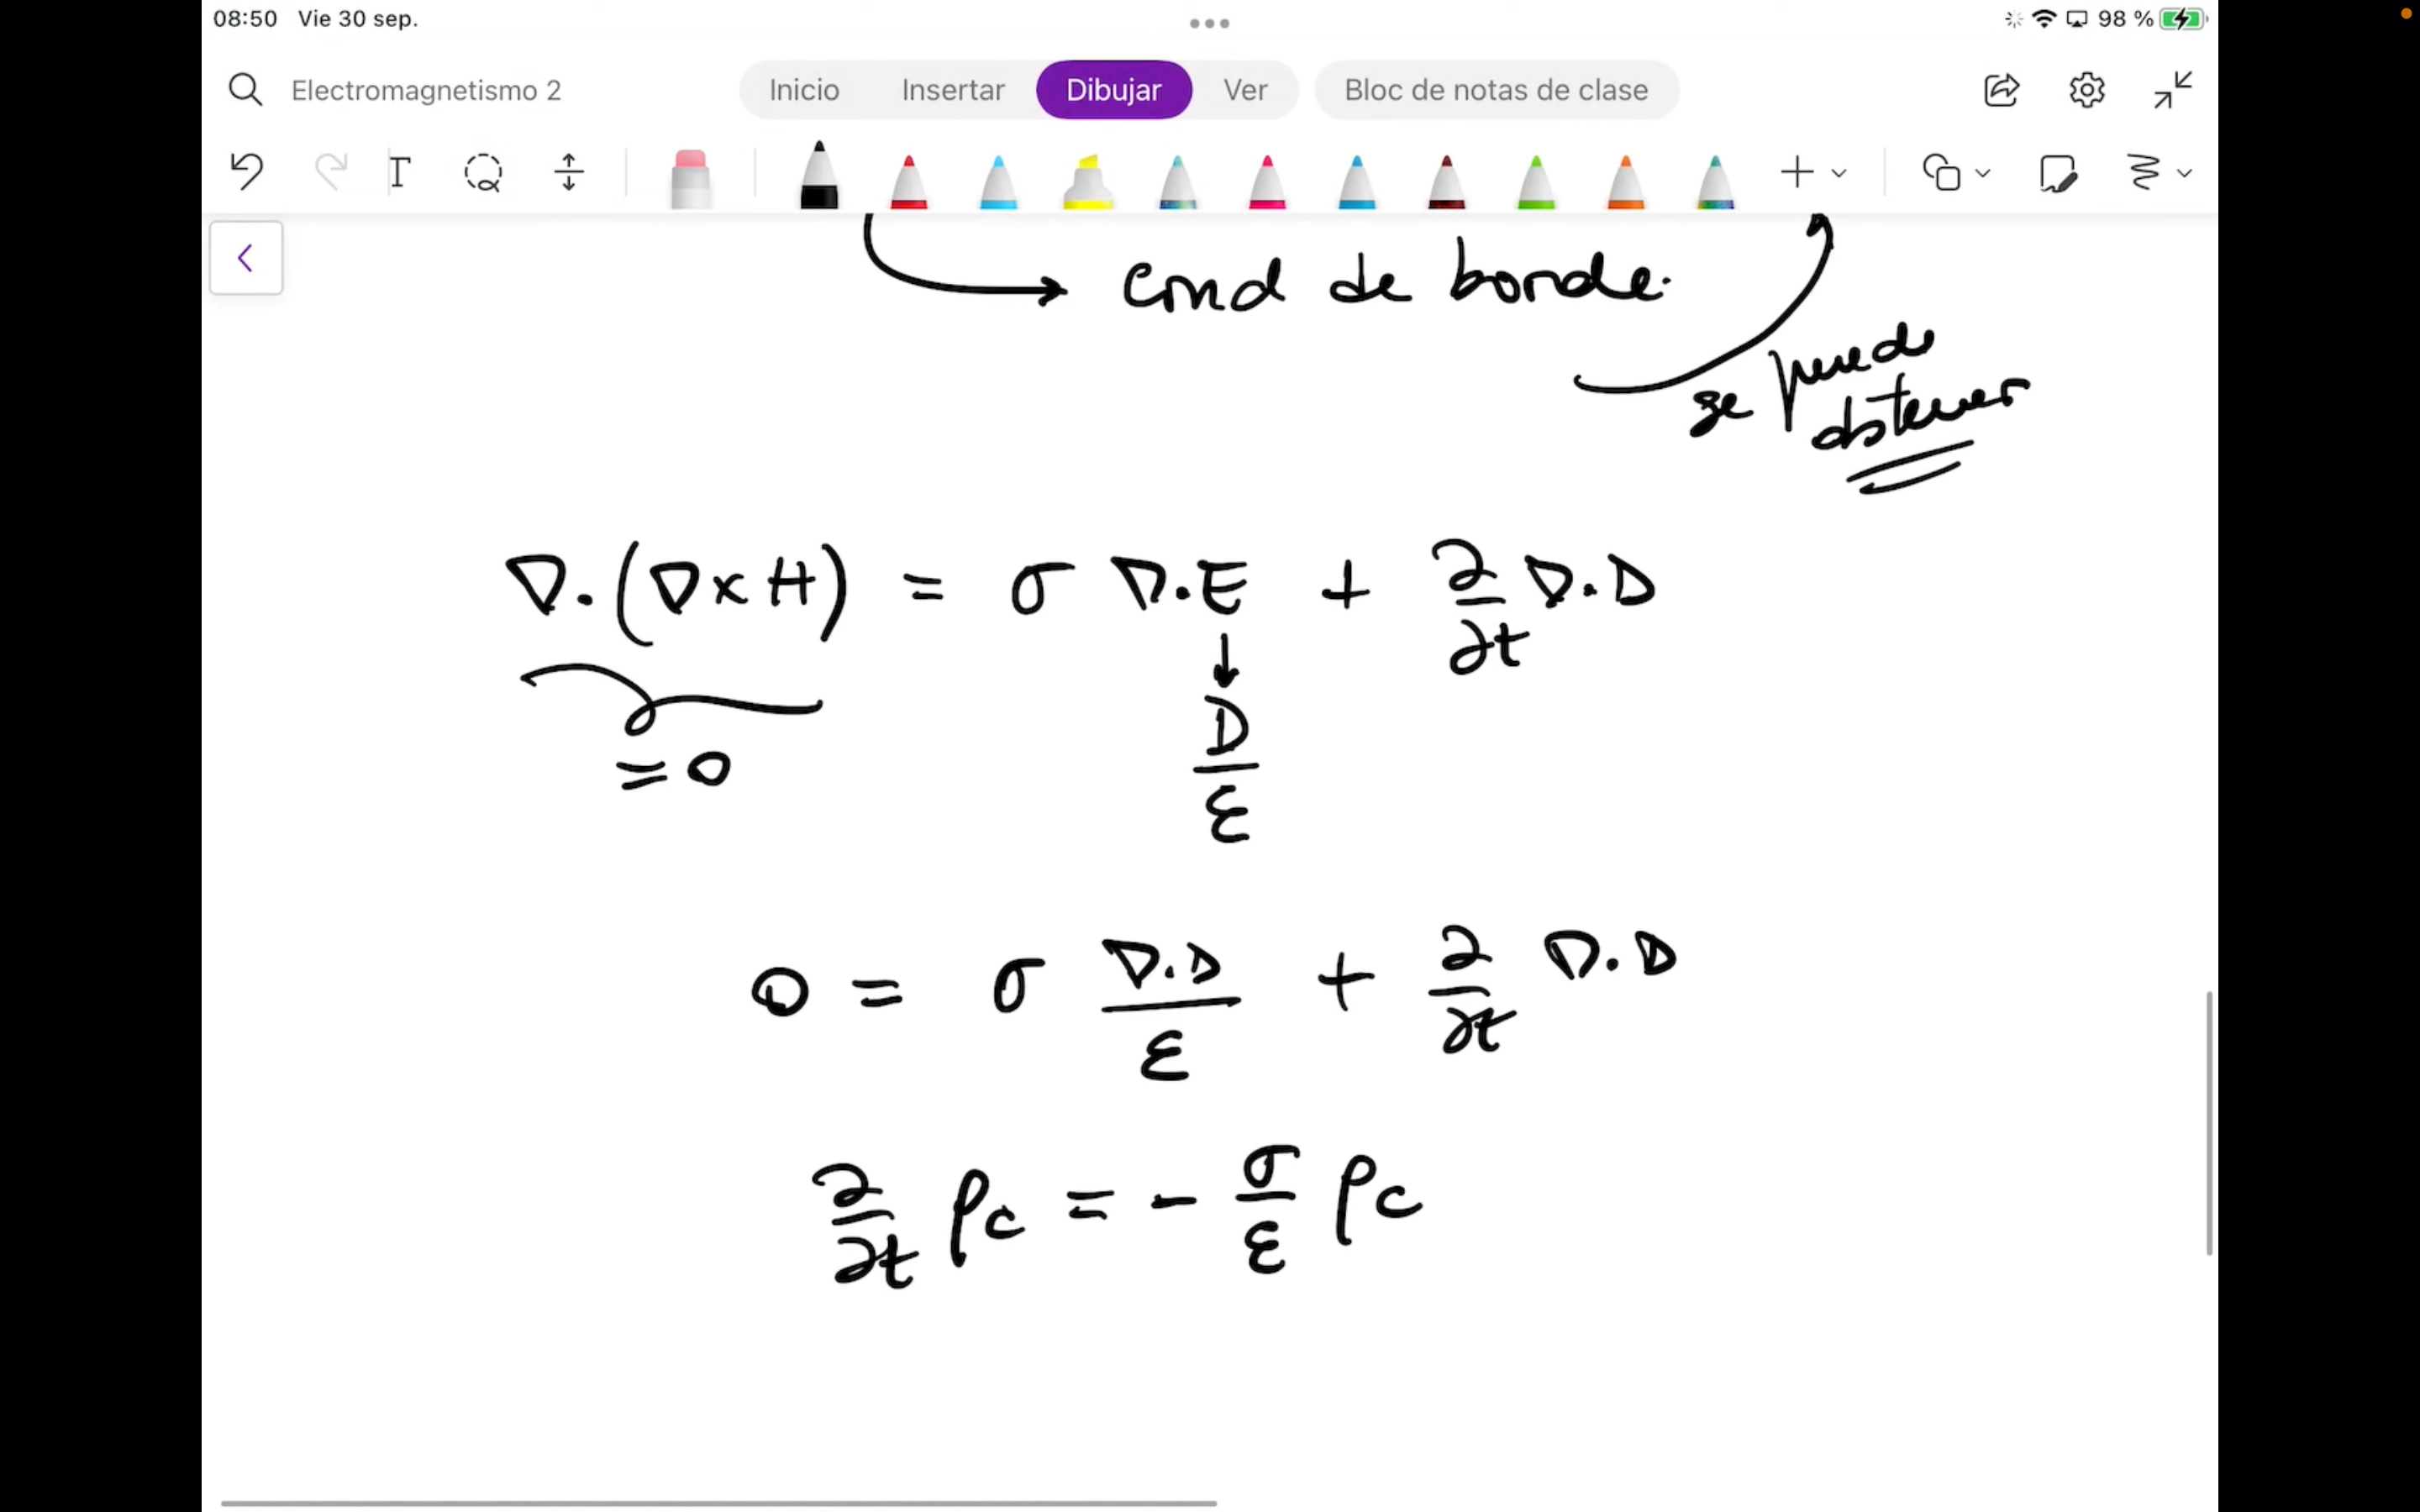 08:50 Vie 30 sep. 98 %
Electromagnetismo 2 Inicio Insertar Dibujar Ver Bloc de notas de clase
T
cond de borde.
se puede
obtener
∇·(∇×H) = σ ∇·E + ∂/∂t ∇·D
= 0
D/ε
0 = σ ∇·D/ε + ∂/∂t ∇·D
∂/∂t ρc = - σ/ε ρc